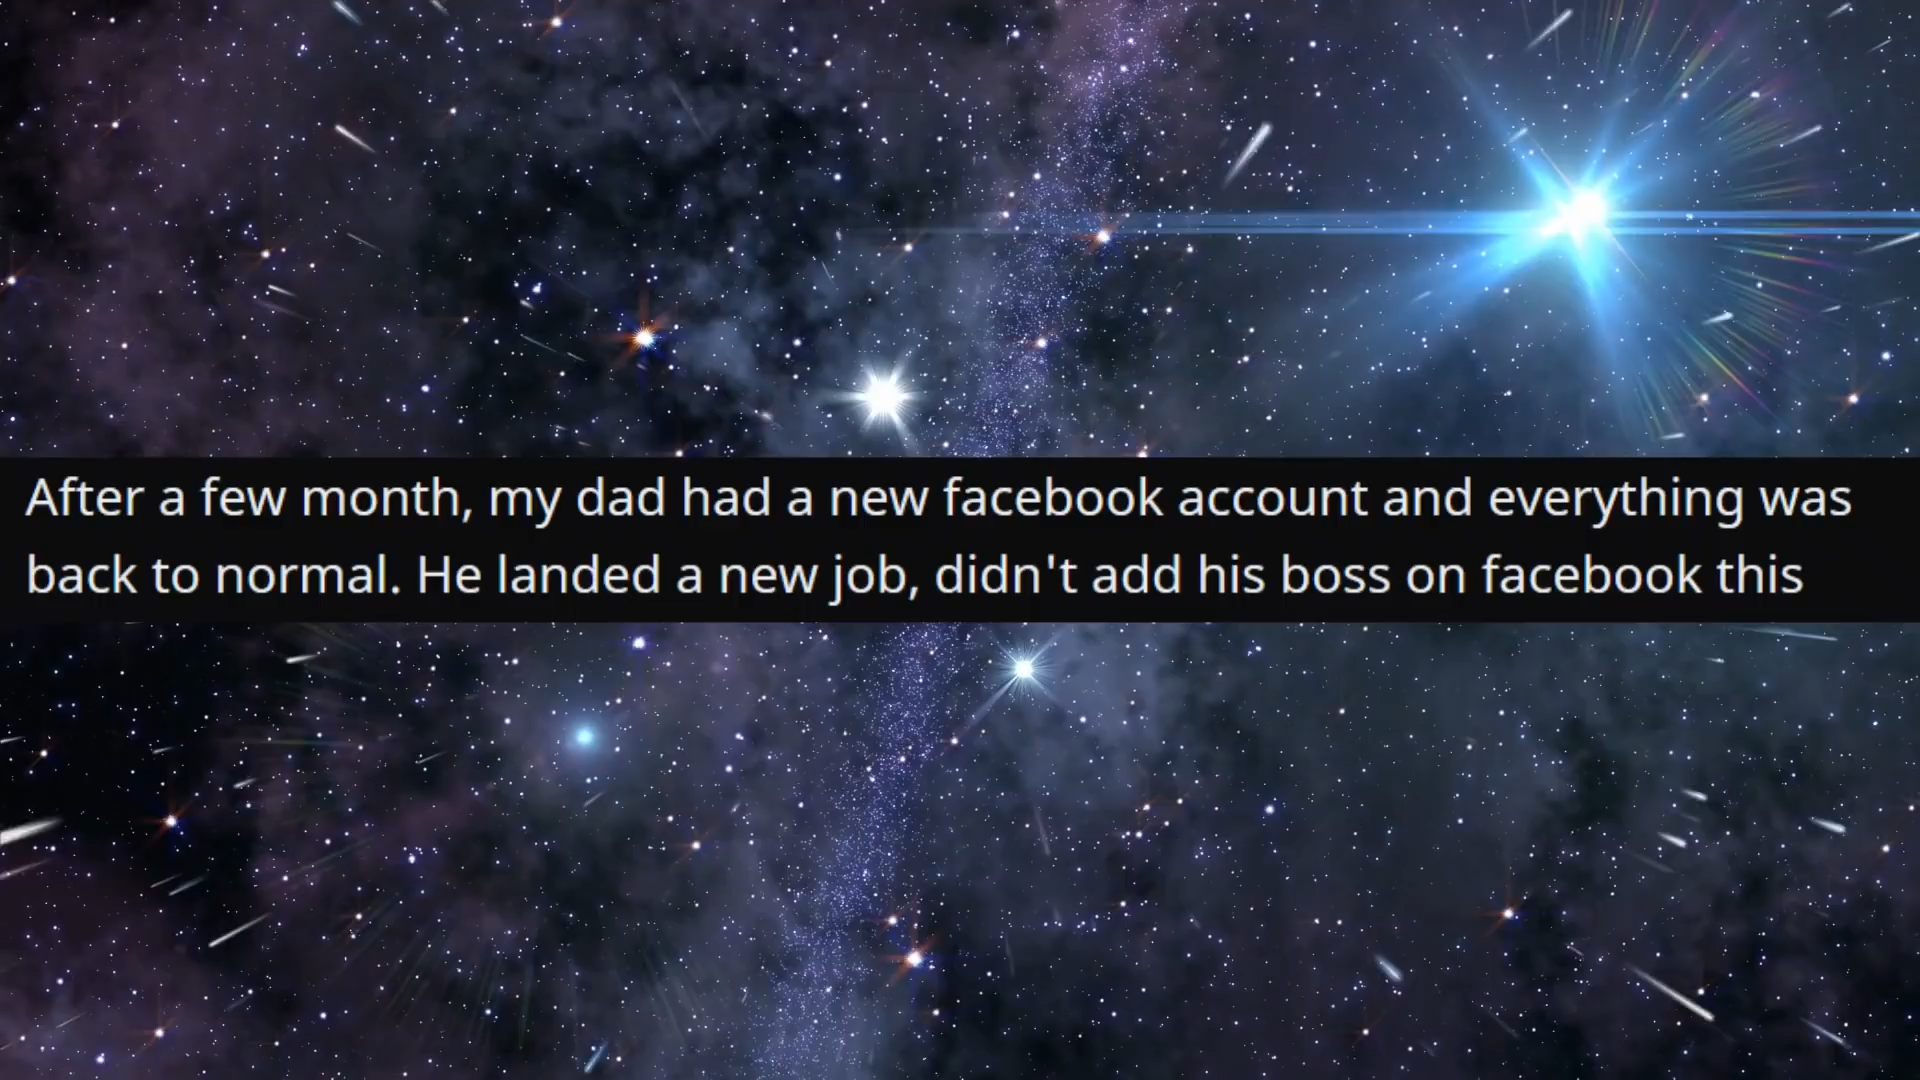 After a few month, my dad had a new facebook account and everything was
back to normal. He landed a new job, didn't add his boss on facebook this